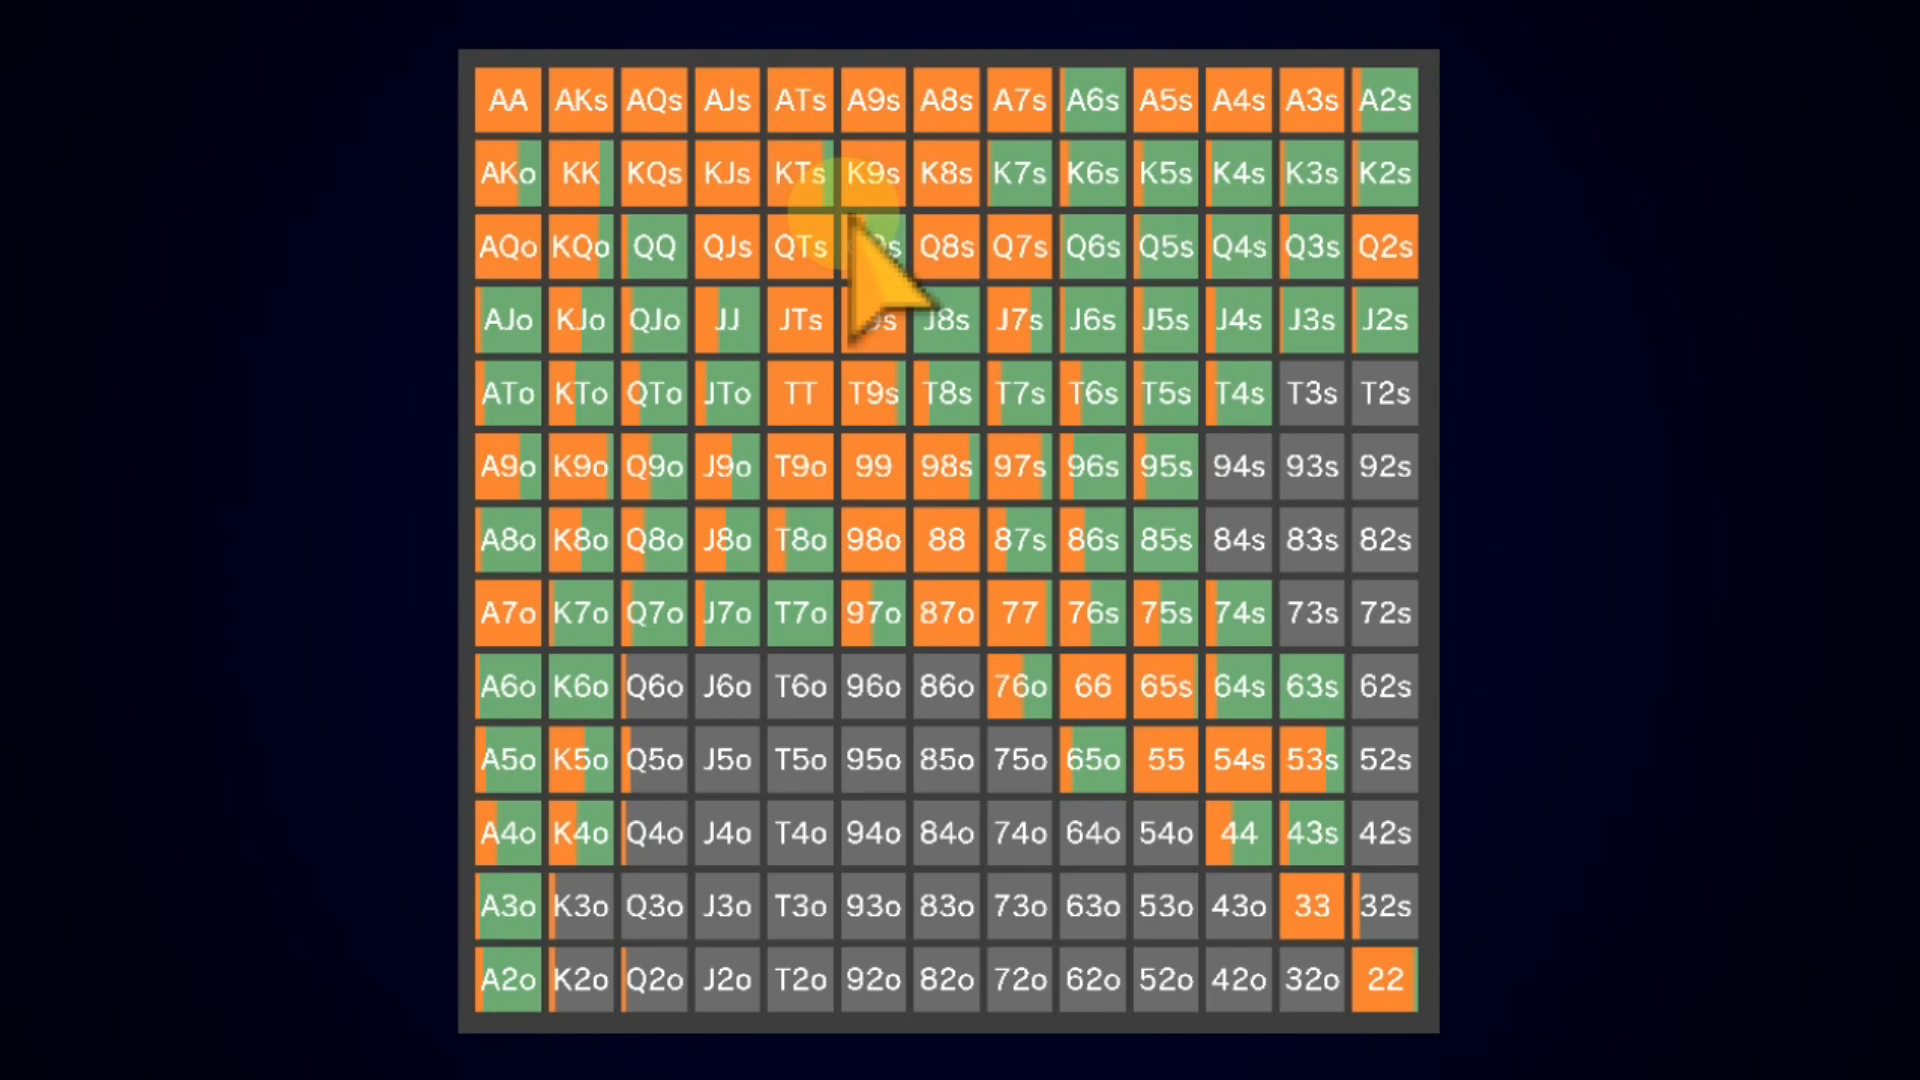 AA AKs AQs AJs ATs A9s A8s A7s A6s A5s A4s A3s A2s
AKo KK KQs KJs KTs K9s K8s K7s K6s K5s K4s K3s K2s
AQo KQo QQ QJs QTs Q8s Q7s Q6s Q5s Q4s Q3s Q2s
AJo KJo QJo JJ JTs J8s J7s J6s J5s J4s J3s J2s
ATo KTo QTo JTo TT T9s T8s T7s T6s T5s T4s T3s T2s
A9o K9o Q9o J9o T9o 99 98s 97s 96s 95s 94s 93s 92s
A8o K8o Q8o J8o T8o 98o 88 87s 86s 85s 84s 83s 82s
A7o K7o Q7o J7o T7o 97o 87o 77 76s 75s 74s 73s 72s
A6o K6o Q6o J6o T6o 96o 86o 76o 66 65s 64s 63s 62s
A5o K5o Q5o J5o T5o 95o 85o 75o 65o 55 54s 53s 52s
A4o K4o Q4o J4o T4o 94o 84o 74o 64o 54o 44 43s 42s
A3o K3o Q3o J3o T3o 93o 83o 73o 63o 53o 43o 33 32s
A2o K2o Q2o J2o T2o 92o 82o 72o 62o 52o 42o 32o 22